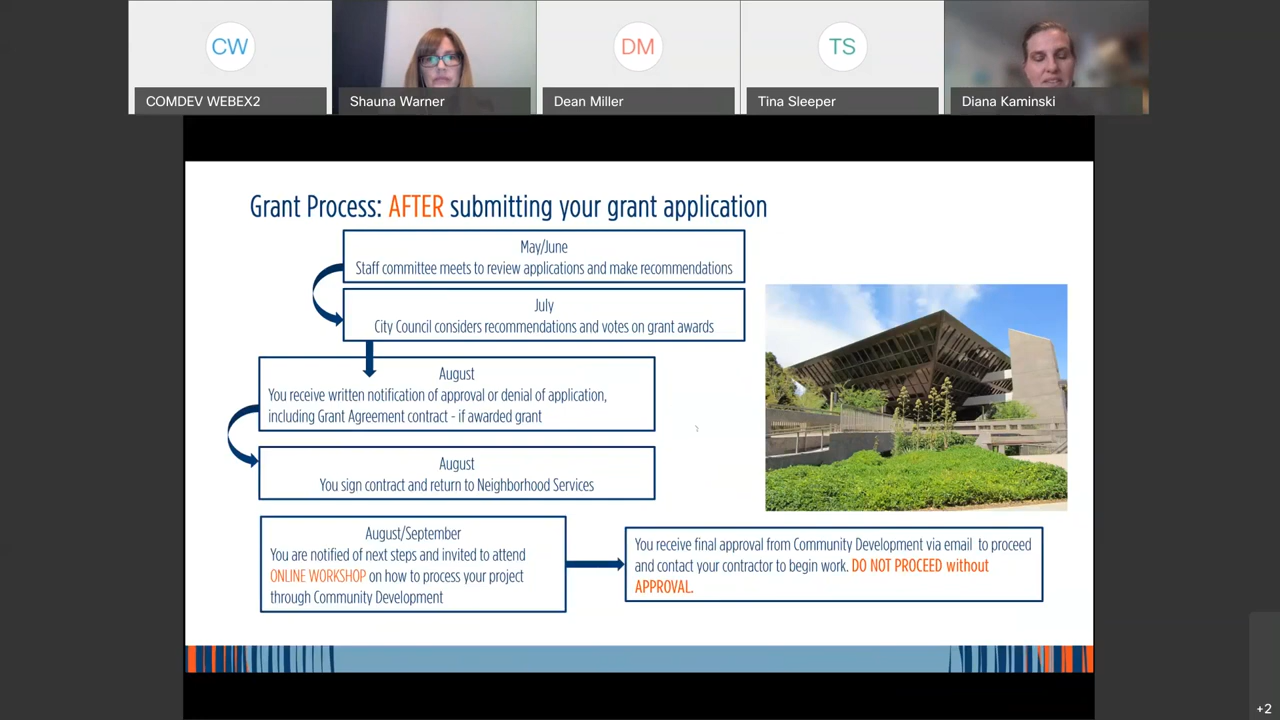 CW
DM
TS
COMDEV WEBEX2
Shauna Warner
Dean Miller
Tina Sleeper
Diana Kaminski
Grant Process: AFTER submitting your grant application
May/June
Staff committee meets to review applications and make recommendations
July
City Council considers recommendations and votes on grant awards
August
You receive written notification of approval or denial of application,
including Grant Agreement contract - if awarded grant
August
You sign contract and return to Neighborhood Services
August/September
You are notified of next steps and invited to attend
ONLINE WORKSHOP on how to process your project
through Community Development
You receive final approval from Community Development via email to proceed
and contact your contractor to begin work. DO NOT PROCEED without
APPROVAL.
+2